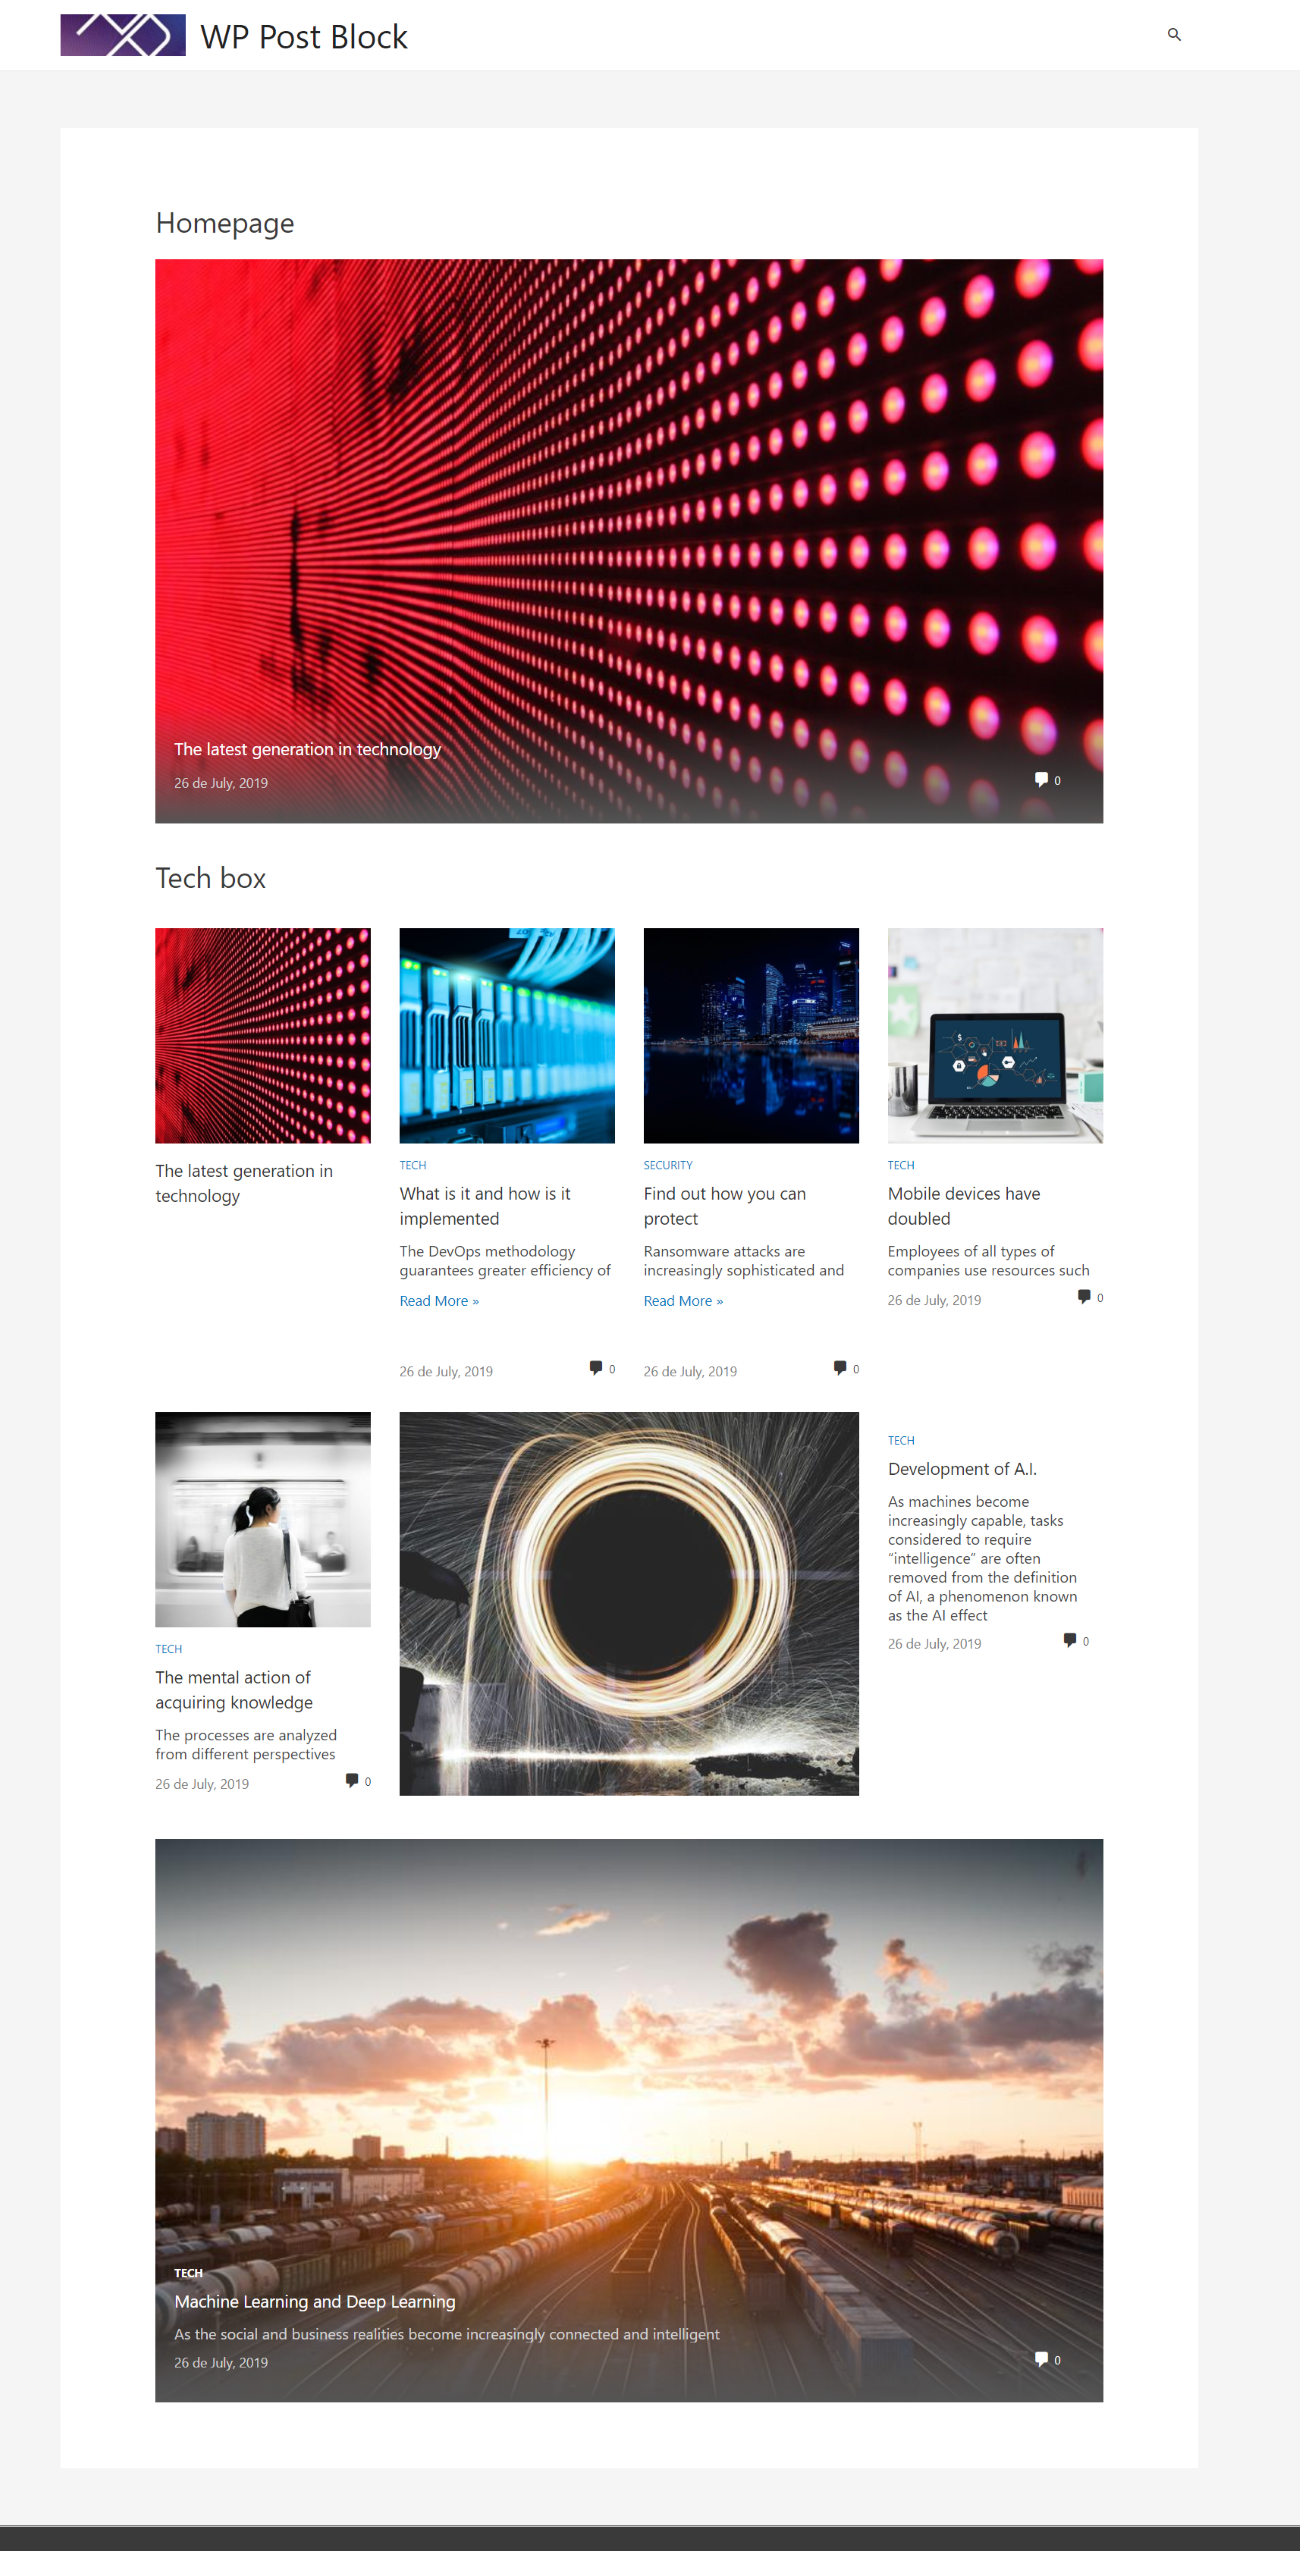 WP Post Block
Homepage
The latest generation in technology
26 de July, 2019
0
Tech box
The latest generation in
technology
TECH
What is it and how is it
implemented
The DevOps methodology
guarantees greater efficiency of
Read More »
26 de July, 2019
0
SECURITY
Find out how you can
protect
Ransomware attacks are
increasingly sophisticated and
Read More »
26 de July, 2019
0
TECH
Mobile devices have
doubled
Employees of all types of
companies use resources such
26 de July, 2019
0
TECH
The mental action of
acquiring knowledge
The processes are analyzed
from different perspectives
26 de July, 2019
0
TECH
Development of A.I.
As machines become
increasingly capable, tasks
considered to require
“intelligence” are often
removed from the definition
of AI, a phenomenon known
as the AI effect
26 de July, 2019
0
TECH
Machine Learning and Deep Learning
As the social and business realities become increasingly connected and intelligent
26 de July, 2019
0